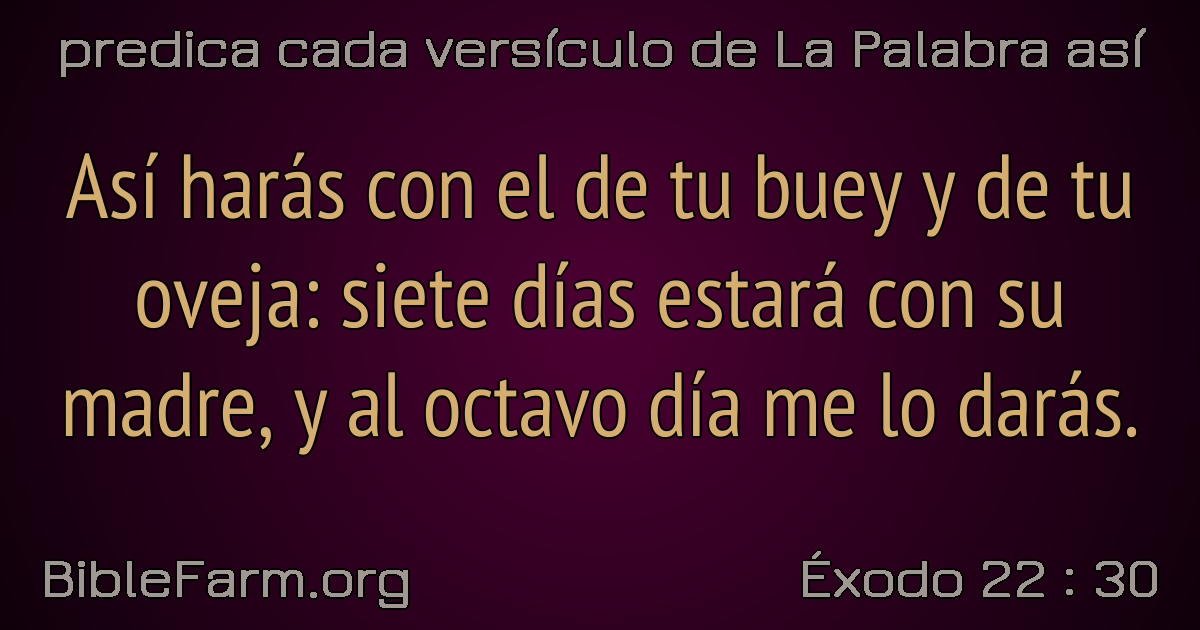 predica cada versículo de La Palabra así
Así harás con el de tu buey y de tu
oveja: siete días estará con su
madre, y al octavo día me lo darás.
BibleFarm.org
Éxodo 22 : 30